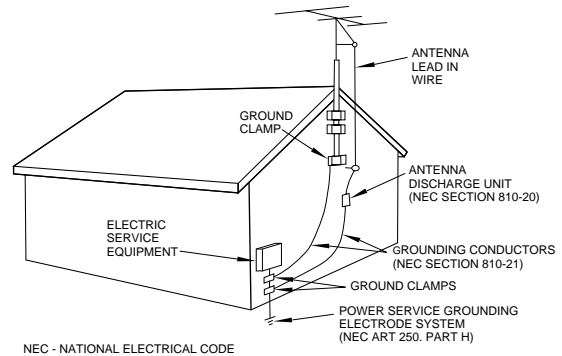 ANTENNA
LEAD IN
WIRE
GROUND
CLAMP
ANTENNA
DISCHARGE UNIT
(NEC SECTION 810-20)
ELECTRIC
SERVICE
EQUIPMENT
GROUNDING CONDUCTORS
(NEC SECTION 810-21)
GROUND CLAMPS
POWER SERVICE GROUNDING
ELECTRODE SYSTEM
(NEC ART 250. PART H)
NEC - NATIONAL ELECTRICAL CODE